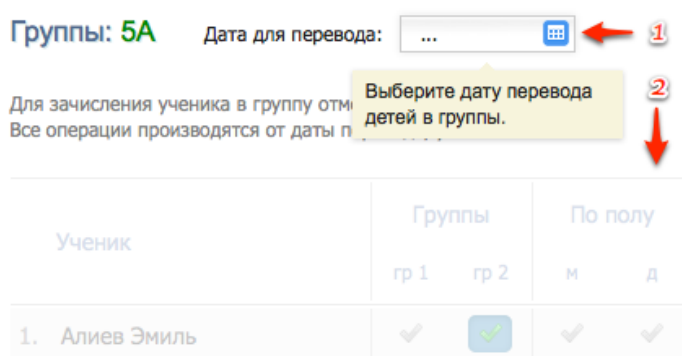 Группы: 5А Дата для перевода: ... 1
Выберите дату перевода 2
детей в группы.
Для зачисления ученика в группу
Все операции производятся от даты
Ученик Группы По полу
гр 1 гр 2 м д
1. Алиев Эмиль